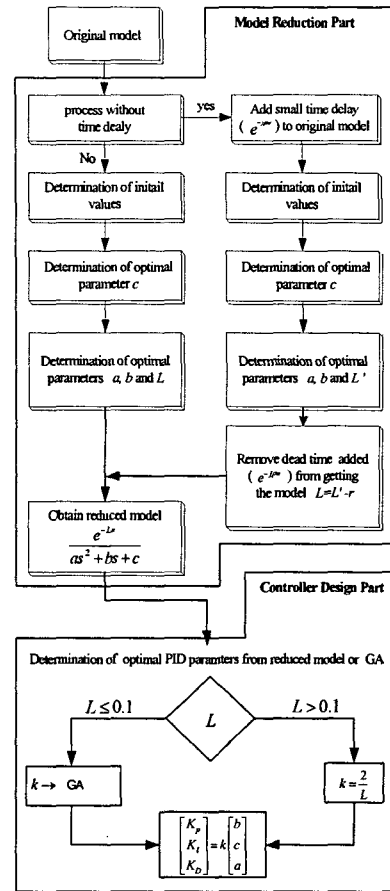 Original model
Model Reduction Part
process without
time dealy
yes
Add small time delay
to original model
No
Determination of initail
values
Determination of initail
values
Determination of optimal
parameter c
Determination of optimal
parameter c
Determination of optimal
parameters a, b and L
Determination of optimal
parameters a, b and L'
Remove dead time added
from getting
the model L=L'-r
Obtain reduced model
e^{-Ls}
as² + bs + c
Controller Design Part
Determination of optimal PID paramters from reduced model or GA
L ≤ 0.1
L
L > 0.1
k → GA
k = 2/L
[K_p] = k [b]
[K_I] [c]
[K_D] [a]